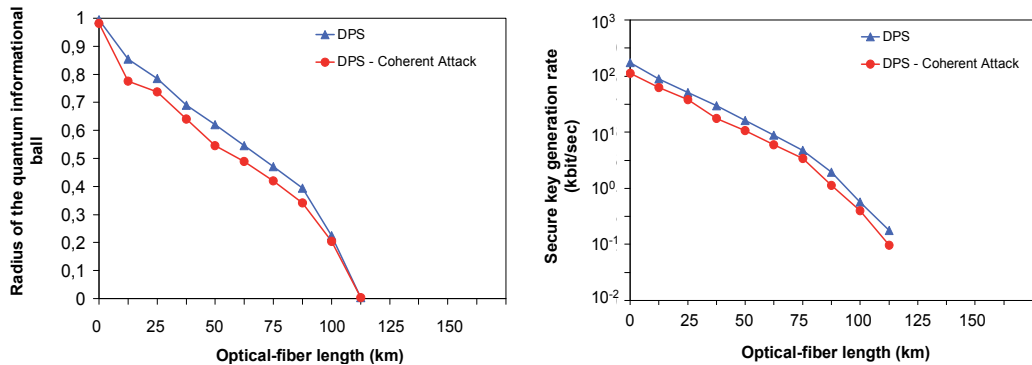 Radius of the quantum informational
ball
1
0,9
0,8
0,7
0,6
0,5
0,4
0,3
0,2
0,1
0
0 25 50 75 100 125 150
Optical-fiber length (km)
DPS
DPS - Coherent Attack
Secure key generation rate
(kbit/sec)
10³
10²
10¹
10⁰
10⁻¹
10⁻²
0 25 50 75 100 125 150
Optical-fiber length (km)
DPS
DPS - Coherent Attack